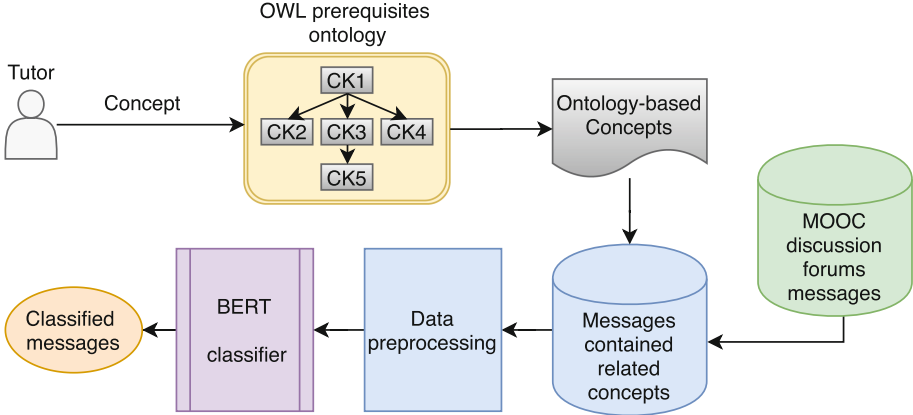 OWL prerequisites
ontology
Tutor
Concept
CK1
CK2
CK3
CK4
CK5
Ontology-based
Concepts
MOOC
discussion
forums
messages
Messages
contained
related
concepts
Data
preprocessing
BERT
classifier
Classified
messages